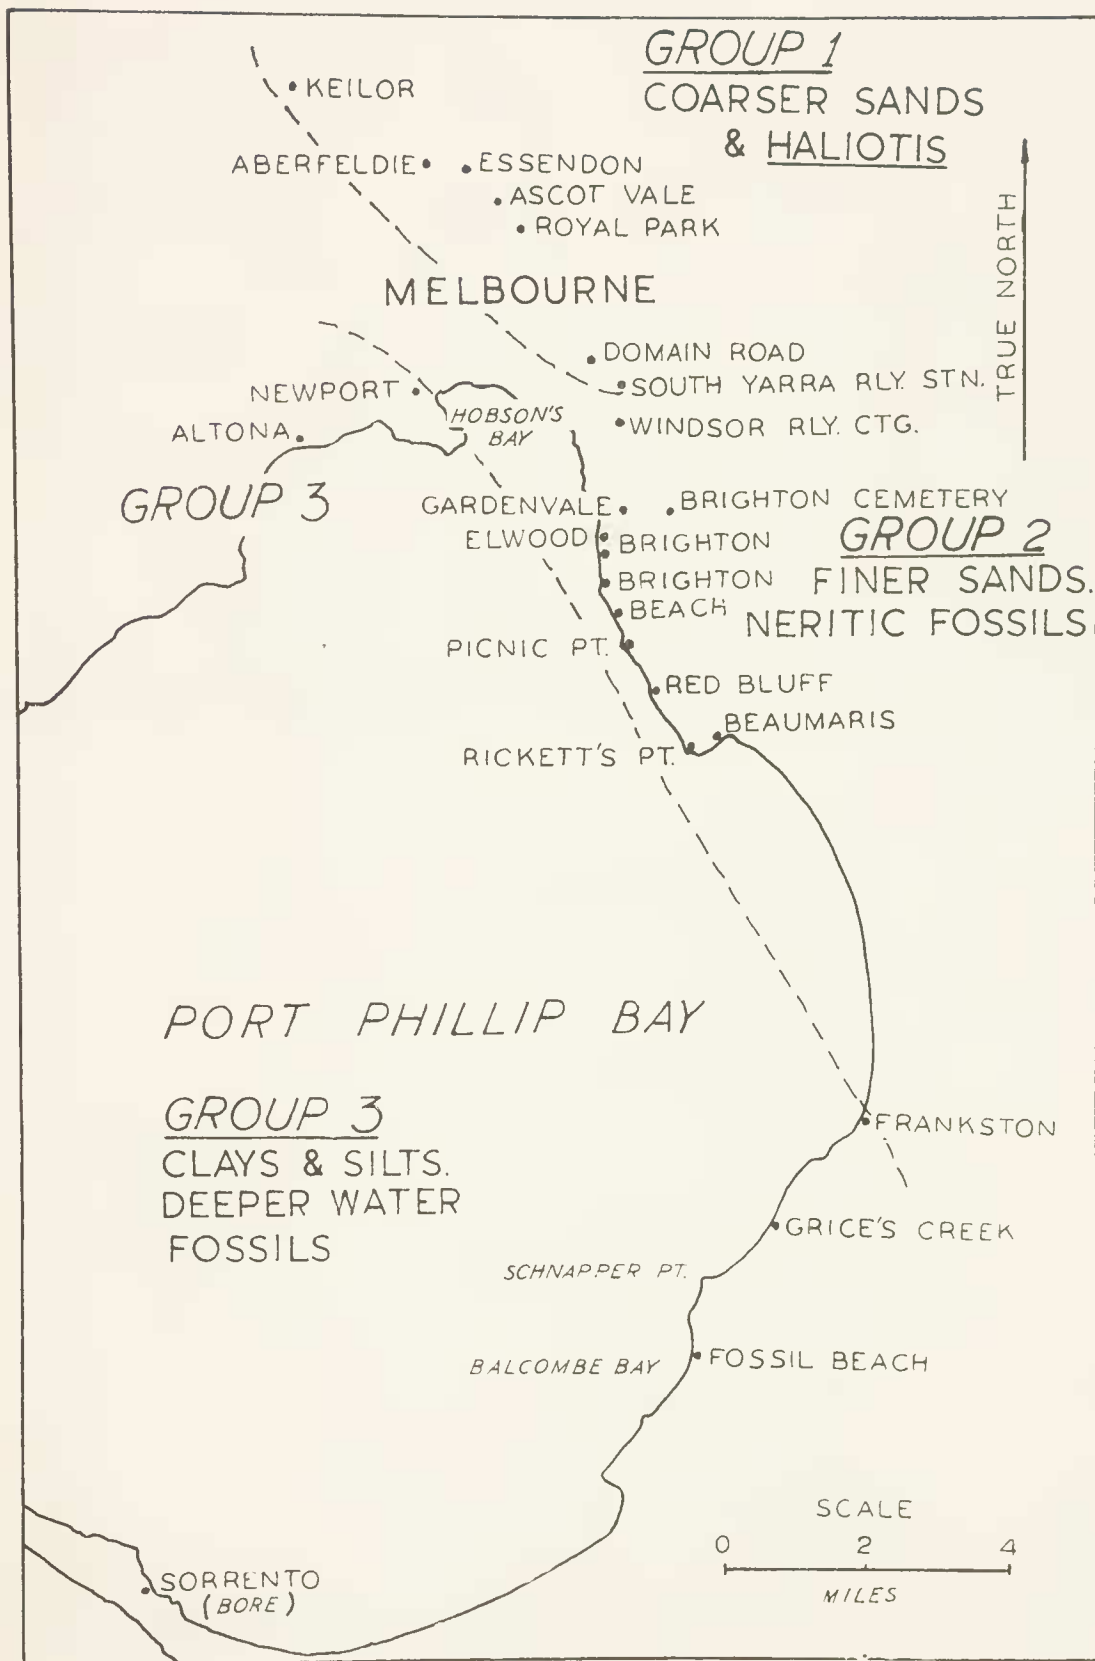 GROUP 1
COARSER SANDS
& HALIOTIS
KEILOR
ABERFELDIE
ESSENDON
ASCOT VALE
ROYAL PARK
TRUE NORTH
MELBOURNE
DOMAIN ROAD
SOUTH YARRA RLY. STN.
NEWPORT
HOBSON'S
BAY
WINDSOR RLY. CTG.
ALTONA
GROUP 3
GARDENVALE
BRIGHTON CEMETERY
ELWOOD
BRIGHTON
GROUP 2
FINER SANDS.
NERITIC FOSSILS
BRIGHTON
BEACH
PICNIC PT.
RED BLUFF
BEAUMARIS
RICKETT'S PT.
PORT PHILLIP BAY
GROUP 3
CLAYS & SILTS.
DEEPER WATER
FOSSILS
FRANKSTON
GRICE'S CREEK
SCHNAPPER PT.
BALCOMBE BAY
FOSSIL BEACH
SCALE
0 2 4
MILES
SORRENTO
(BORE)